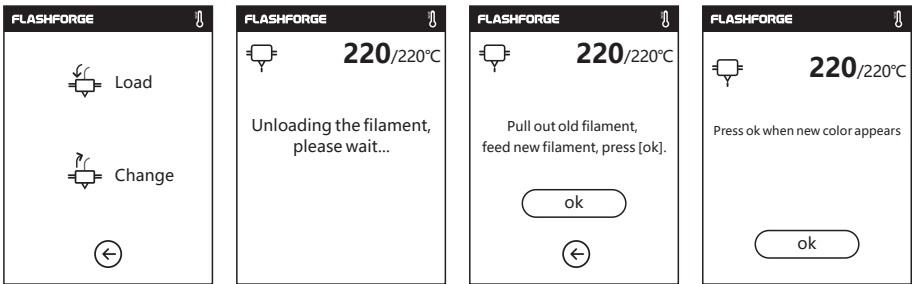 FLASHFORGE
Load
Change
FLASHFORGE
220/220℃
Unloading the filament,
please wait...
FLASHFORGE
220/220℃
Pull out old filament,
feed new filament, press [ok].
ok
FLASHFORGE
220/220℃
Press ok when new color appears
ok